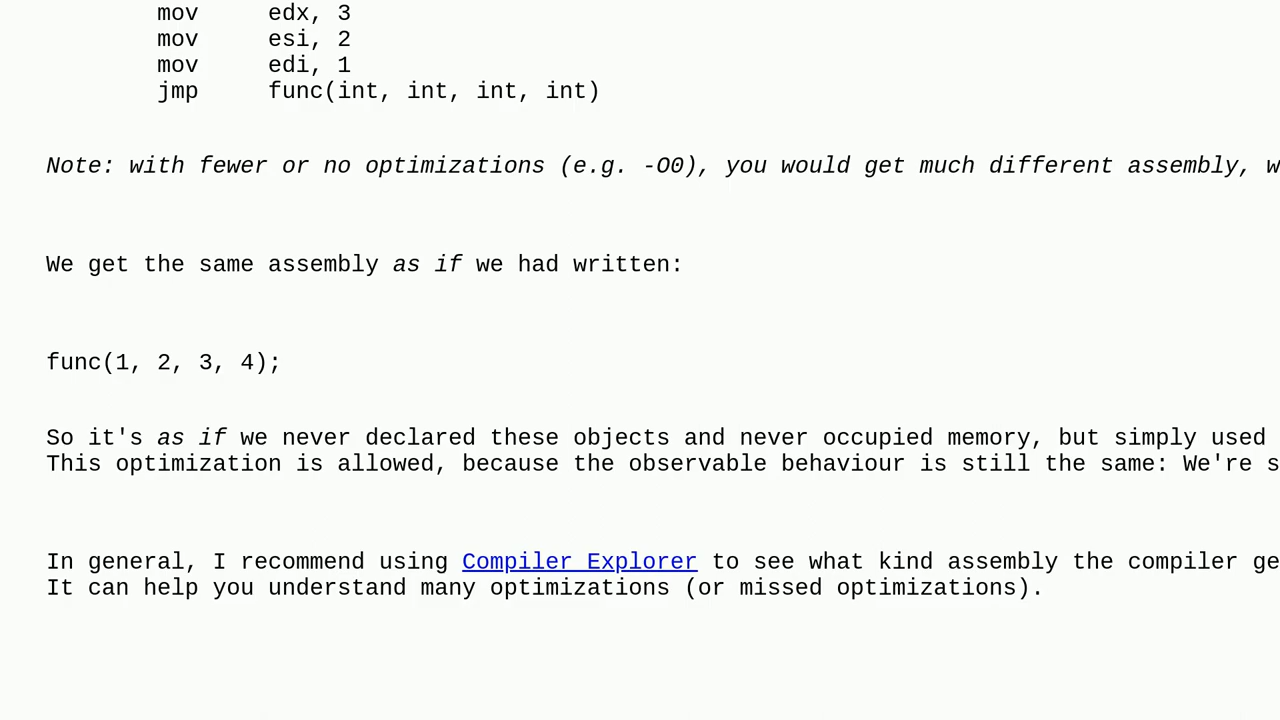 mov     edx, 3
mov     esi, 2
mov     edi, 1
jmp     func(int, int, int, int)
Note: with fewer or no optimizations (e.g. -O0), you would get much different assembly,
We get the same assembly as if we had written:
func(1, 2, 3, 4);
So it's as if we never declared these objects and never occupied memory, but simply used
This optimization is allowed, because the observable behaviour is still the same: We're
In general, I recommend using Compiler Explorer to see what kind assembly the compiler
It can help you understand many optimizations (or missed optimizations).